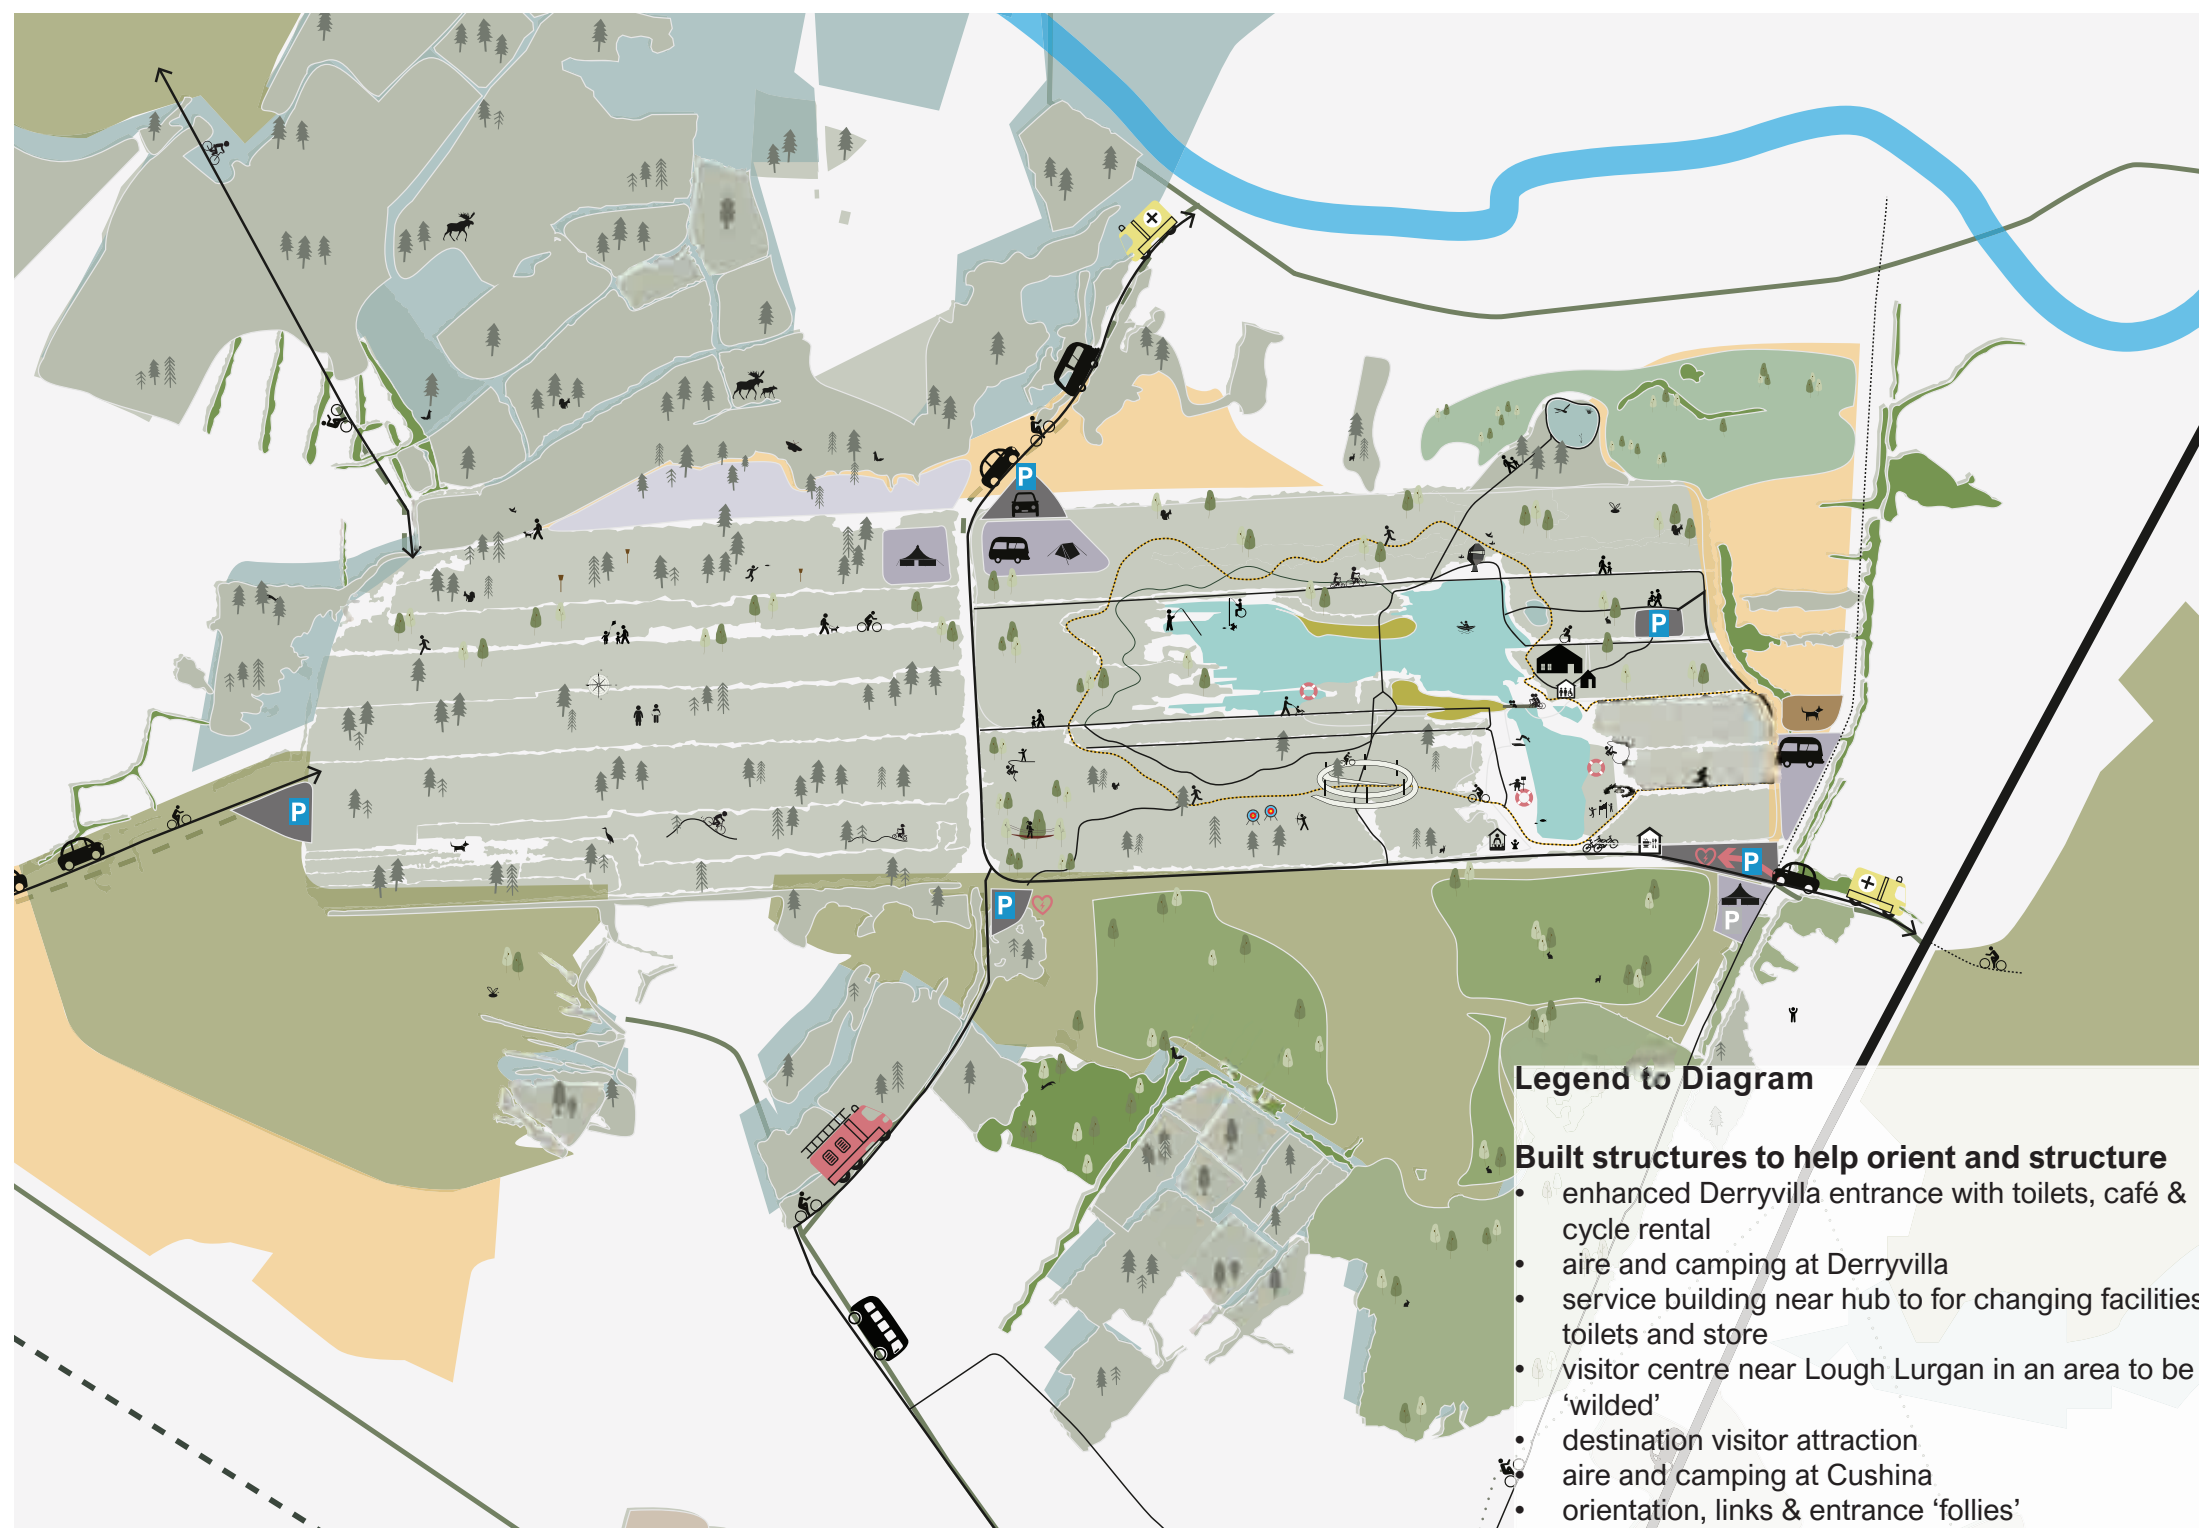 P
P
P
P
P
P
P
Legend to Diagram
Built structures to help orient and structure
• enhanced Derryvilla entrance with toilets, café &
cycle rental
• aire and camping at Derryvilla
• service building near hub to for changing facilities
toilets and store
• visitor centre near Lough Lurgan in an area to be
‘wilded’
• destination visitor attraction
• aire and camping at Cushina
• orientation, links & entrance ‘follies’